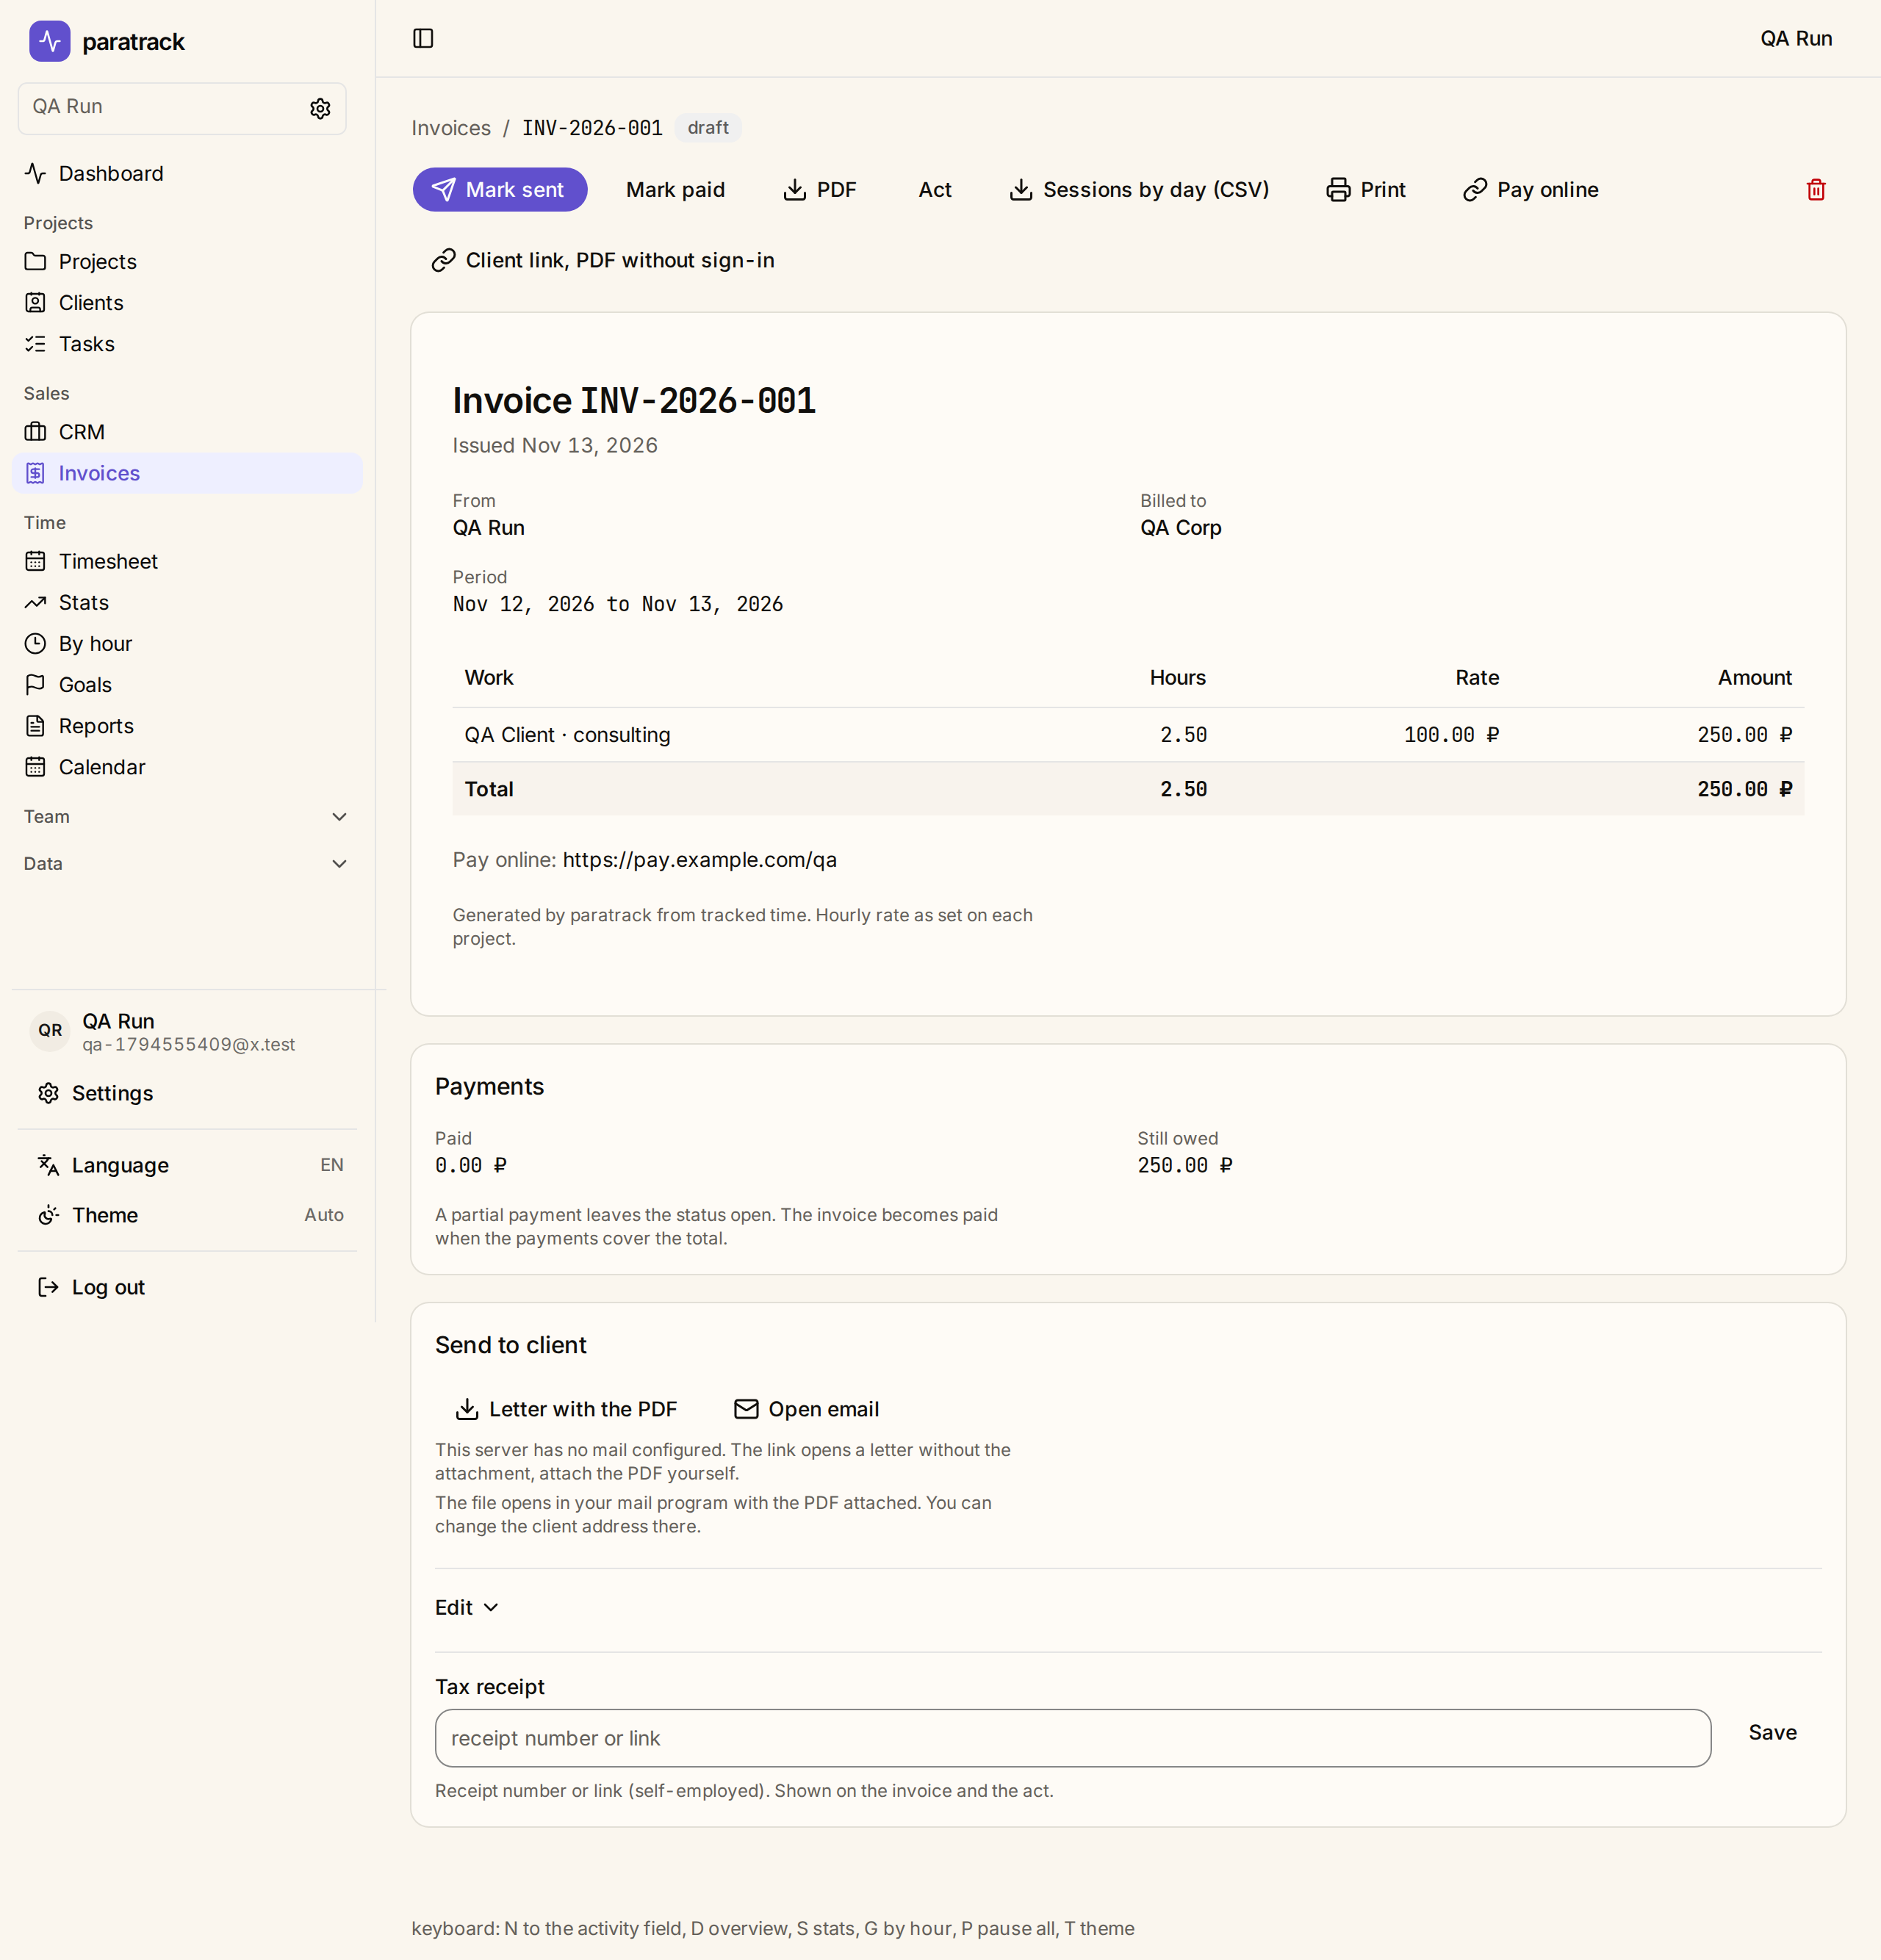 paratrack
QA Run
Dashboard
Projects
Projects
Clients
Tasks
Sales
CRM
Invoices
Time
Timesheet
Stats
By hour
Goals
Reports
Calendar
Team
Data
QR
QA Run
qa-1794555409@x.test
Settings
Language EN
Theme Auto
Log out
QA Run
Invoices / INV-2026-001 draft
Mark sent Mark paid PDF Act Sessions by day (CSV) Print Pay online
Client link, PDF without sign-in
Invoice INV-2026-001
Issued Nov 13, 2026
From Billed to
QA Run QA Corp
Period
Nov 12, 2026 to Nov 13, 2026
Work Hours Rate Amount
QA Client · consulting 2.50 100.00 ₽ 250.00 ₽
Total 2.50 250.00 ₽
Pay online: https://pay.example.com/qa
Generated by paratrack from tracked time. Hourly rate as set on each
project.
Payments
Paid Still owed
0.00 ₽ 250.00 ₽
A partial payment leaves the status open. The invoice becomes paid
when the payments cover the total.
Send to client
Letter with the PDF Open email
This server has no mail configured. The link opens a letter without the
attachment, attach the PDF yourself.
The file opens in your mail program with the PDF attached. You can
change the client address there.
Edit
Tax receipt
receipt number or link Save
Receipt number or link (self-employed). Shown on the invoice and the act.
keyboard: N to the activity field, D overview, S stats, G by hour, P pause all, T theme